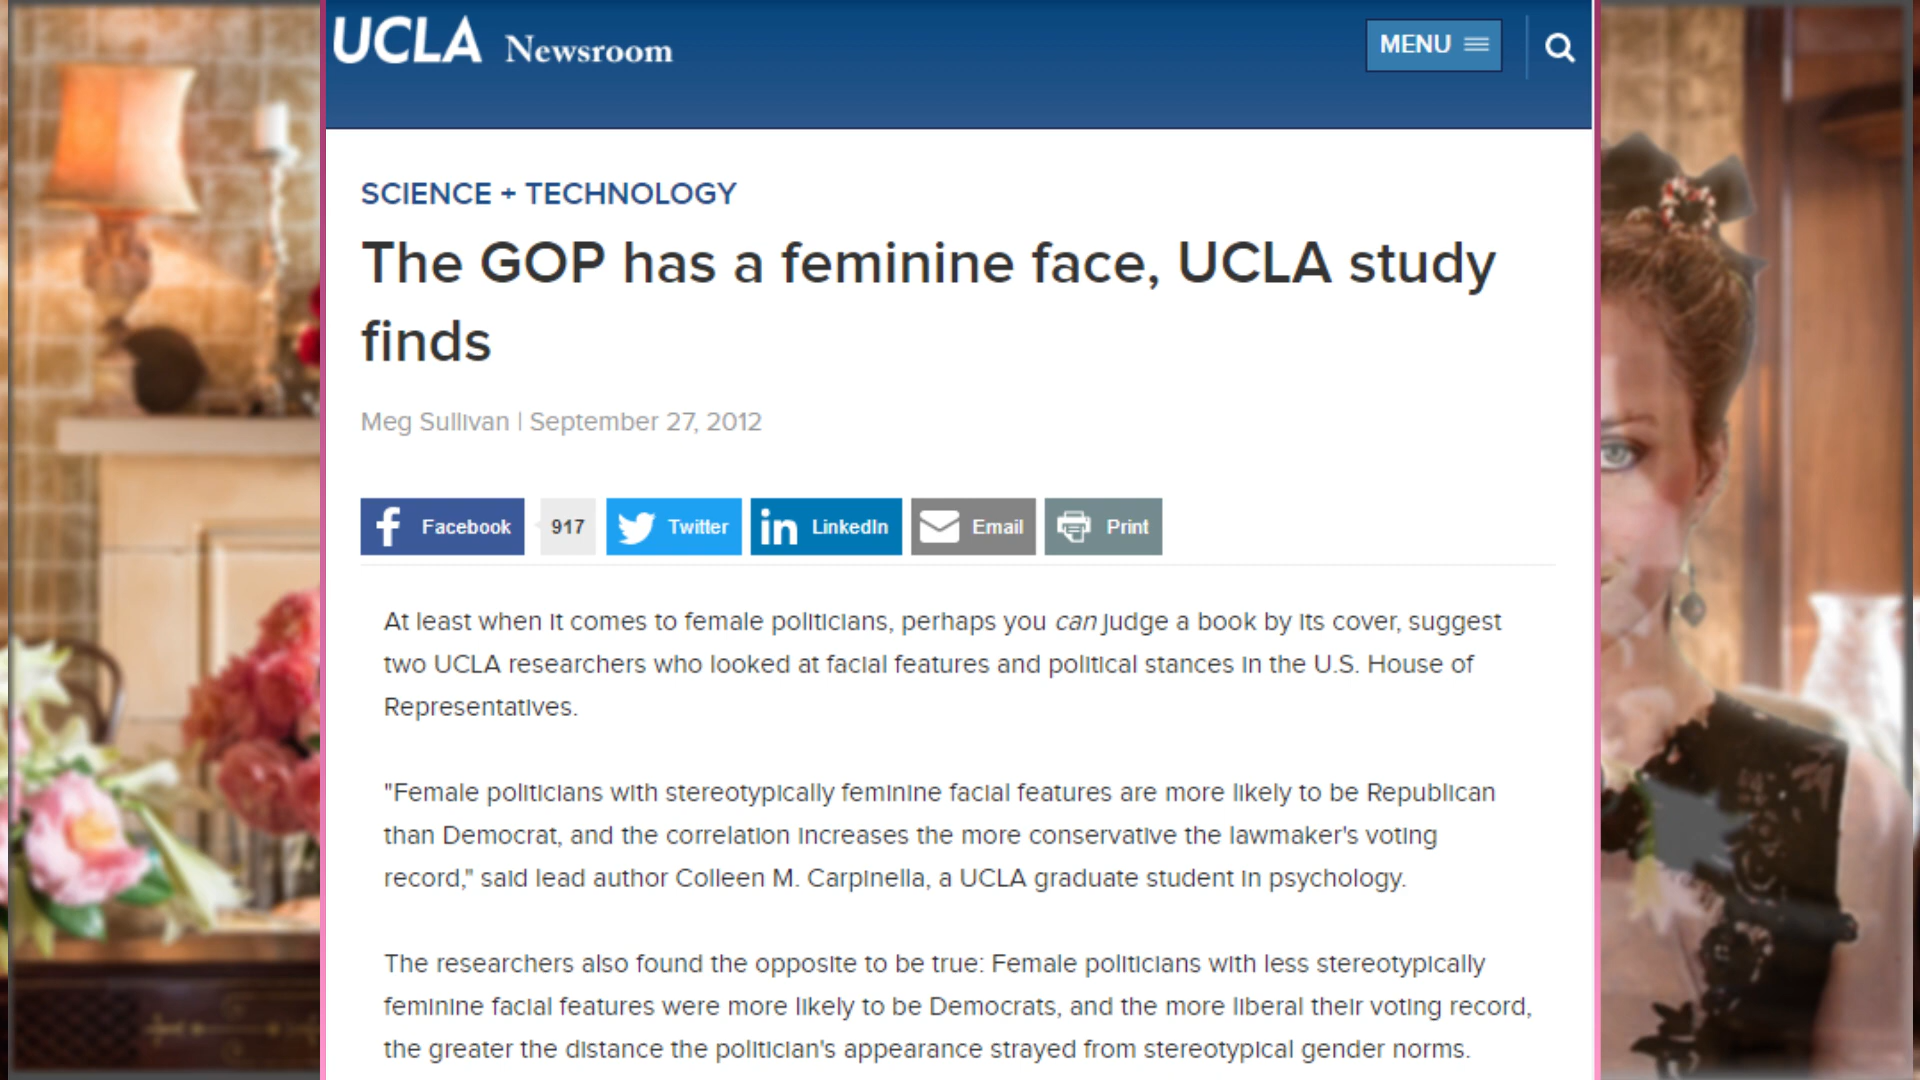 UCLA Newsroom
MENU
SCIENCE + TECHNOLOGY
The GOP has a feminine face, UCLA study
finds
Meg Sullivan | September 27, 2012
Facebook 917 Twitter LinkedIn Email Print
At least when it comes to female politicians, perhaps you can judge a book by its cover, suggest
two UCLA researchers who looked at facial features and political stances in the U.S. House of
Representatives.
"Female politicians with stereotypically feminine facial features are more likely to be Republican
than Democrat, and the correlation increases the more conservative the lawmaker's voting
record," said lead author Colleen M. Carpinella, a UCLA graduate student in psychology.
The researchers also found the opposite to be true: Female politicians with less stereotypically
feminine facial features were more likely to be Democrats, and the more liberal their voting record,
the greater the distance the politician's appearance strayed from stereotypical gender norms.